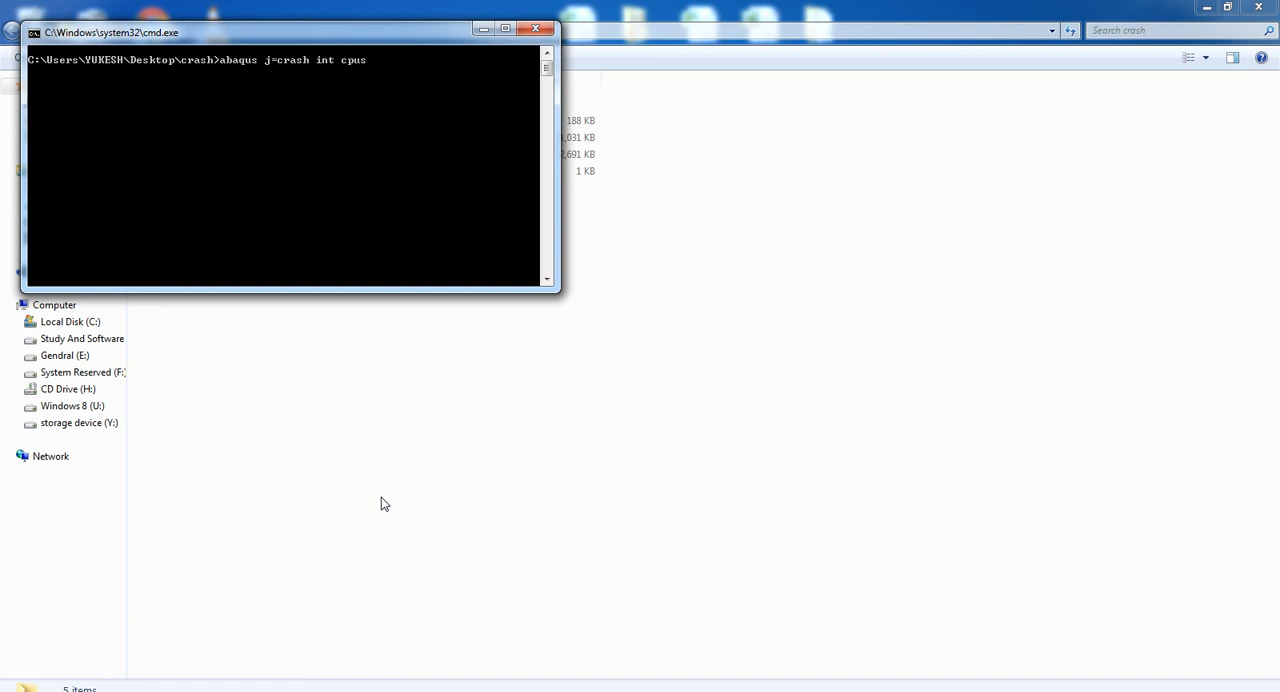 C:\Windows\system32\cmd.exe
Search crash
C:\Users\YUKESH\Desktop\crash>abaqus j=crash int cpus
188 KB
,031 KB
,691 KB
1 KB
Computer
Local Disk (C:)
Study And Software
Gendral (E:)
System Reserved (F:)
CD Drive (H:)
Windows 8 (U:)
storage device (Y:)
Network
5 items